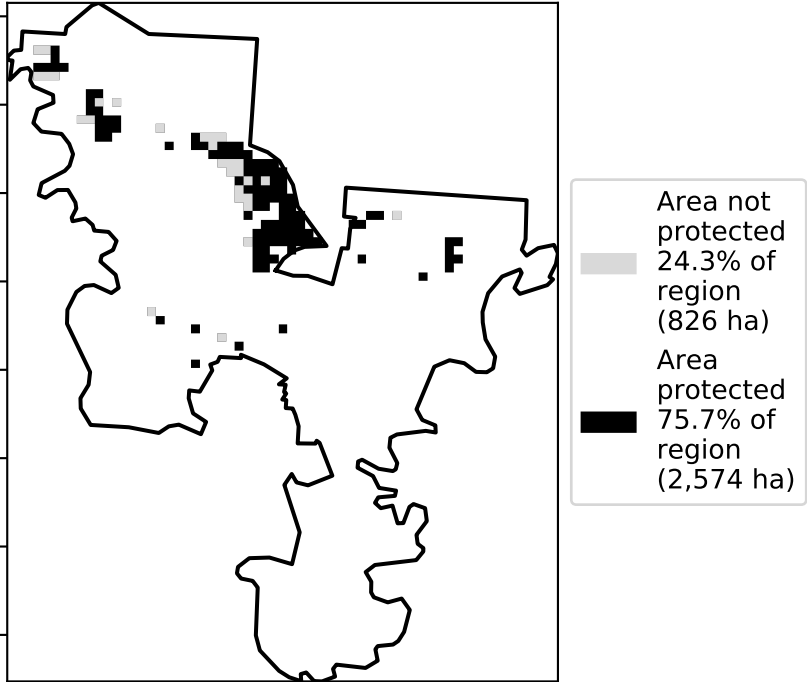 Area not
protected
24.3% of
region
(826 ha)
Area
protected
75.7% of
region
(2,574 ha)